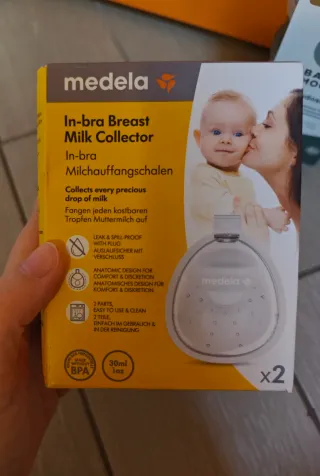 medela
In-bra Breast
Milk Collector
In-bra
Milchauffangschalen
Collects every precious
drop of milk
Fangen jeden kostbaren
Tropfen Muttermilch auf
LEAK & SPILL PROOF
WITH PLUG
AUSLAUFSICHER MIT
VERSCHLUSS
ANATOMIC DESIGN FOR
COMFORT & DISCRETION
ANATOMISCHES DESIGN FÜR
KOMFORT & DISKRETION
2 PARTS,
EASY TO USE & CLEAN
2 TEILE,
EINFACH IM GEBRAUCH &
IN DER REINIGUNG
medela
MADE WITHOUT
BPA
30ml
1oz
x2
BA